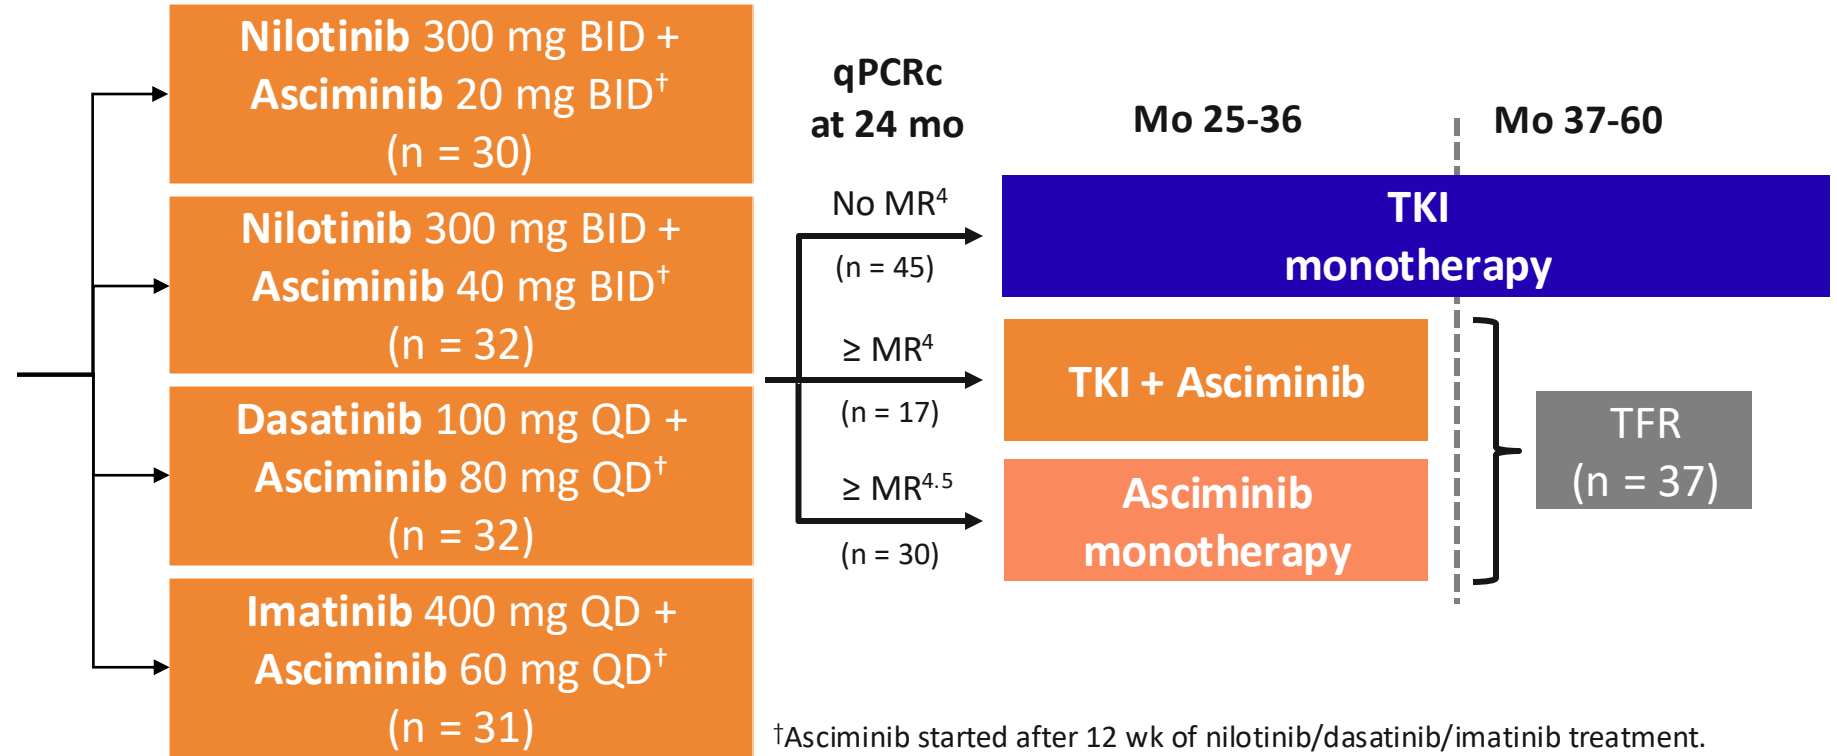 Nilotinib 300 mg BID +
Asciminib 20 mg BID†
(n = 30)
Nilotinib 300 mg BID +
Asciminib 40 mg BID†
(n = 32)
Dasatinib 100 mg QD +
Asciminib 80 mg QD†
(n = 32)
Imatinib 400 mg QD +
Asciminib 60 mg QD†
(n = 31)
qPCRc
at 24 mo
No MR⁴
(n = 45)
≥ MR⁴
(n = 17)
≥ MR⁴·⁵
(n = 30)
Mo 25-36
Mo 37-60
TKI
monotherapy
TKI + Asciminib
Asciminib
monotherapy
TFR
(n = 37)
†Asciminib started after 12 wk of nilotinib/dasatinib/imatinib treatment.